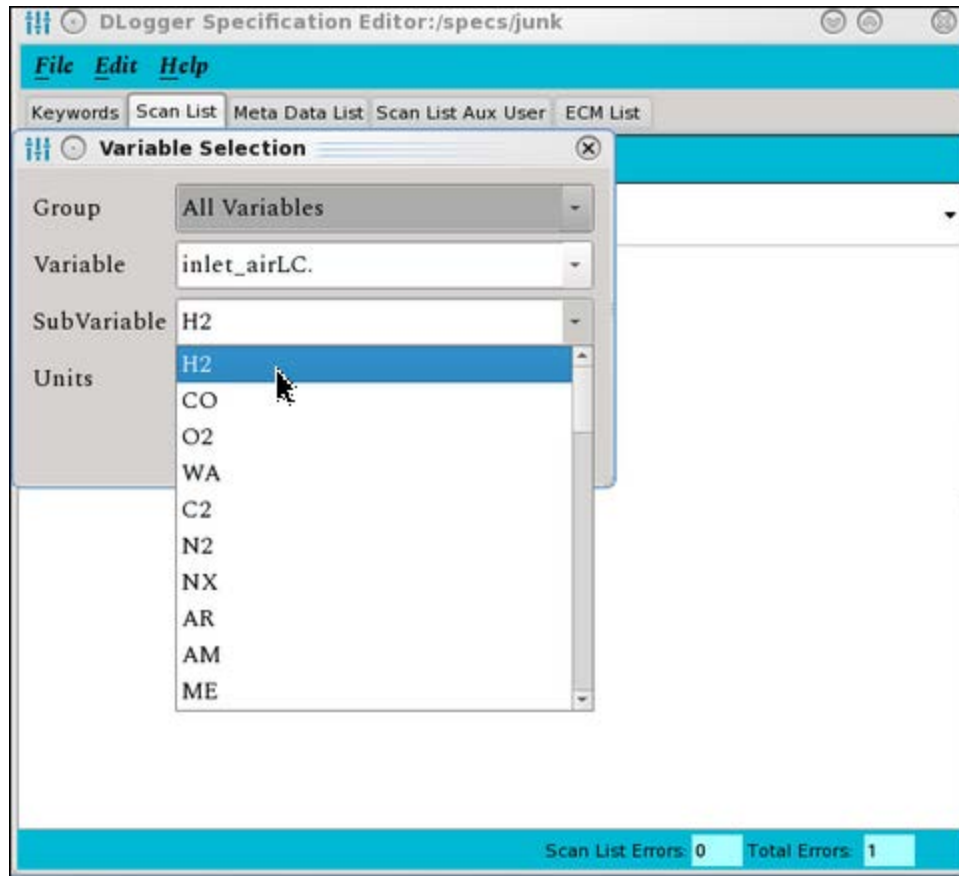 DLogger Specification Editor:/specs/junk
File Edit Help
Keywords Scan List Meta Data List Scan List Aux User ECM List
Variable Selection
Group All Variables
Variable inlet_airLC.
SubVariable H2
Units
H2
CO
O2
WA
C2
N2
NX
AR
AM
ME
Scan List Errors: 0 Total Errors: 1